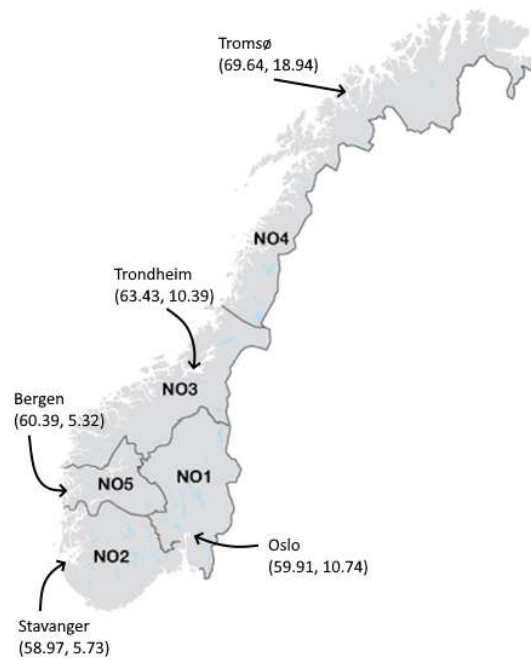 Tromsø
(69.64, 18.94)
NO4
Trondheim
(63.43, 10.39)
NO3
Bergen
(60.39, 5.32)
NO5
NO1
NO2
Oslo
(59.91, 10.74)
Stavanger
(58.97, 5.73)